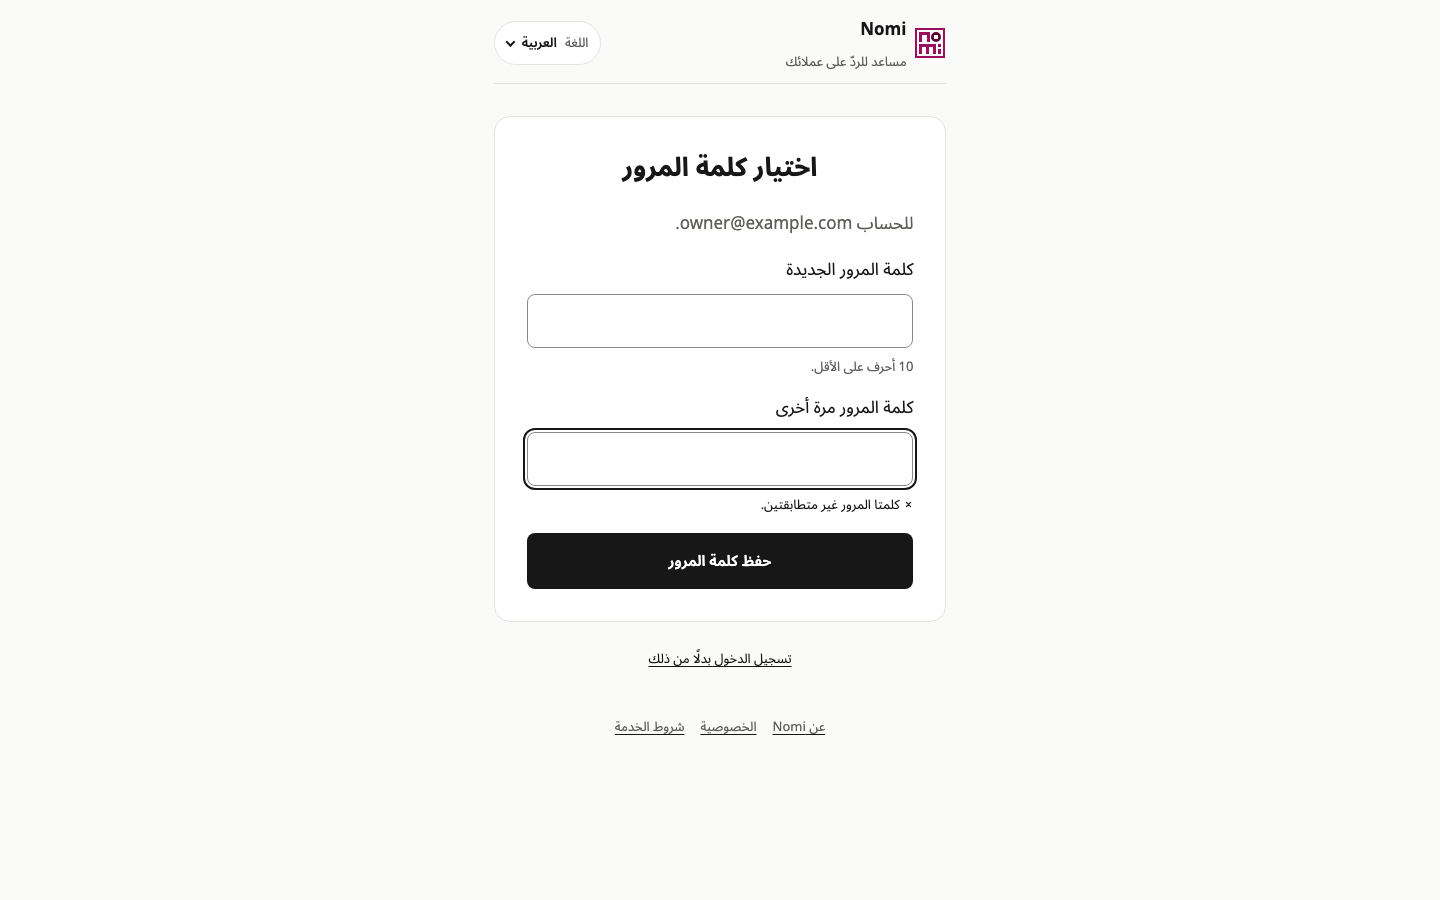 Nomi
مساعد للردّ على عملائك
اللغة العربية
اختيار كلمة المرور
للحساب owner@example.com.
كلمة المرور الجديدة
10 أحرف على الأقل.
كلمة المرور مرة أخرى
× كلمتا المرور غير متطابقتين.
حفظ كلمة المرور
تسجيل الدخول بدلًا من ذلك
عن Nomi الخصوصية شروط الخدمة